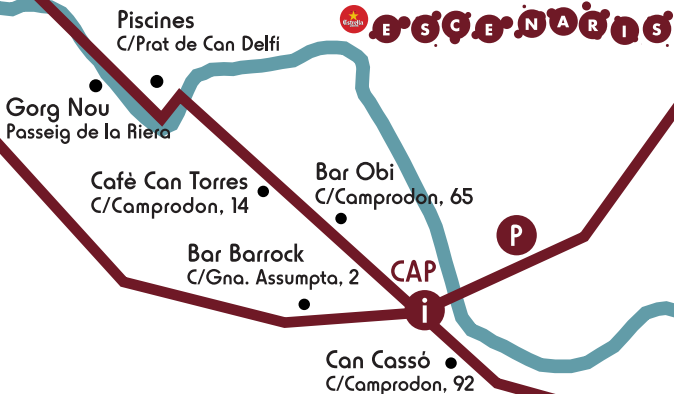 Piscines
C/Prat de Can Delfí
Estrella
ESCENARIS
Gorg Nou
Passeig de la Riera
Cafè Can Torres
C/Camprodon, 14
Bar Obi
C/Camprodon, 65
P
Bar Barrock
C/Gna. Assumpta, 2
CAP
i
Can Cassó
C/Camprodon, 92